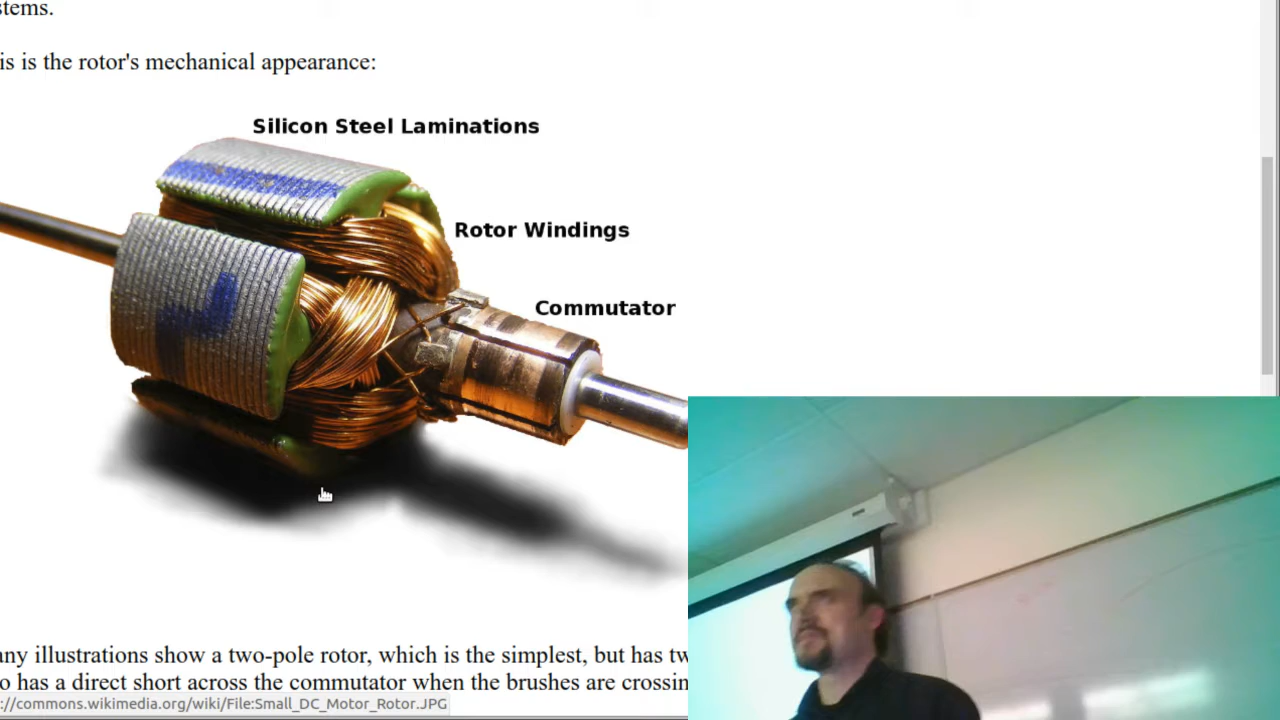 stems.
is is the rotor's mechanical appearance:
Silicon Steel Laminations
Rotor Windings
Commutator
any illustrations show a two-pole rotor, which is the simplest, but has tw
o has a direct short across the commutator when the brushes are crossin
://commons.wikimedia.org/wiki/File:Small_DC_Motor_Rotor.JPG